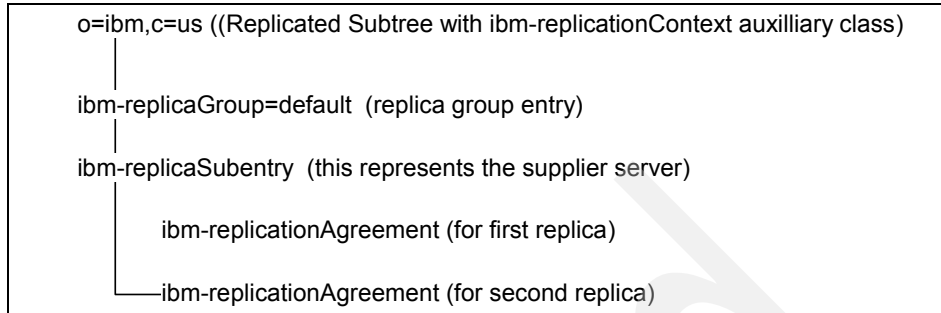 o=ibm,c=us ((Replicated Subtree with ibm-replicationContext auxilliary class)
ibm-replicaGroup=default (replica group entry)
ibm-replicaSubentry (this represents the supplier server)
ibm-replicationAgreement (for first replica)
ibm-replicationAgreement (for second replica)